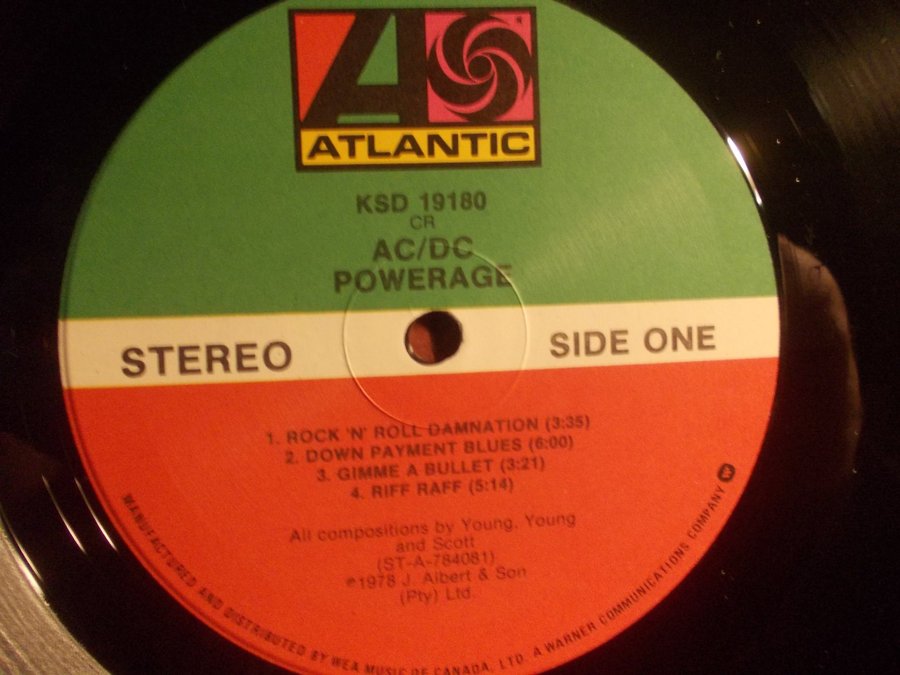 ATLANTIC
KSD 19180
CR
AC/DC
POWERAGE
STEREO
SIDE ONE
1. ROCK 'N' ROLL DAMNATION (3:35)
2. DOWN PAYMENT BLUES (6:00)
3. GIMME A BULLET (3:21)
4. RIFF RAFF (5:14)
All compositions by Young, Young
and Scott
(ST-A-784081)
℗1978 J. Albert & Son
(Pty) Ltd.
MANUFACTURED AND DISTRIBUTED BY WEA MUSIC OF CANADA, LTD. A WARNER COMMUNICATIONS COMPANY